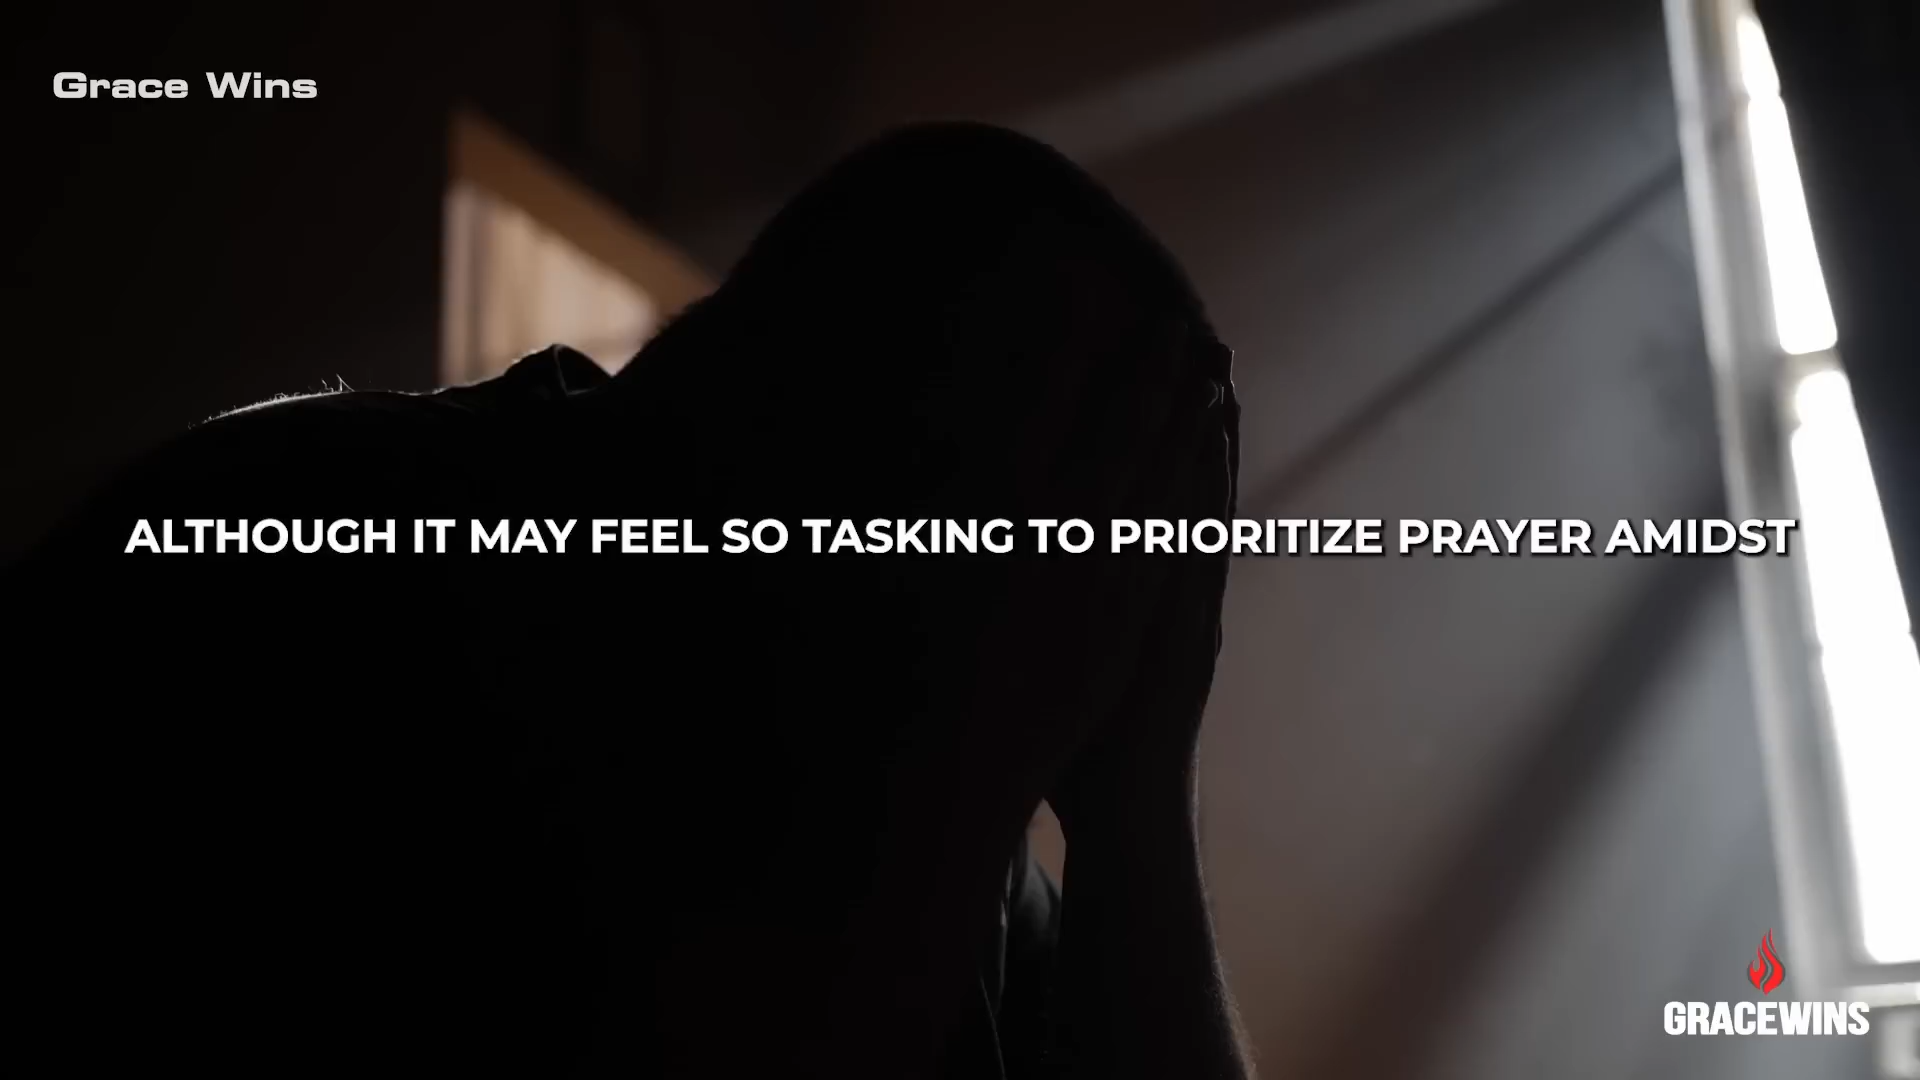 Grace Wins
ALTHOUGH IT MAY FEEL SO TASKING TO PRIORITIZE PRAYER AMIDST
GRACEWINS